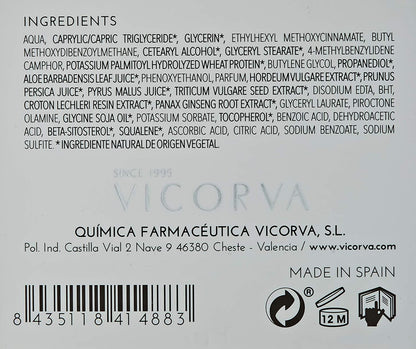 INGREDIENTS
AQUA, CAPRYLIC/CAPRIC TRIGLYCERIDE*, GLYCERIN*, ETHYLHEXYL METHOXYCINNAMATE, BUTYL
METHOXYDIBENZOYLMETHANE, CETEARYL ALCOHOL*, GLYCERYL STEARATE*, 4-METHYLBENZYLIDENE
CAMPHOR, POTASSIUM PALMITOYL HYDROLYZED WHEAT PROTEIN*, BUTYLENE GLYCOL, PROPANEDIOL*,
ALOE BARBADENSIS LEAF JUICE*, PHENOXYETHANOL, PARFUM, HORDEUM VULGARE EXTRACT*, PRUNUS
PERSICA JUICE*, PYRUS MALUS JUICE*, TRITICUM VULGARE SEED EXTRACT*, DISODIUM EDTA, BHT,
CROTON LECHLERI RESIN EXTRACT*, PANAX GINSENG ROOT EXTRACT*, GLYCERYL LAURATE, PIROCTONE
OLAMINE, GLYCINE SOJA OIL*, POTASSIUM SORBATE, TOCOPHEROL*, BENZOIC ACID, DEHYDROACETIC
ACID, BETA-SISTOSTEROL*, SQUALENE*, ASCORBIC ACID, CITRIC ACID, SODIUM BENZOATE, SODIUM
SULFITE. * INGREDIENTE NATURAL DE ORIGEN VEGETAL.
SINCE 1995
VICORVA
QUÍMICA FARMACÉUTICA VICORVA, S.L.
Pol. Ind. Castilla Vial 2 Nave 9 46380 Cheste - Valencia / www.vicorva.com
MADE IN SPAIN
8 435118 414883
12 M